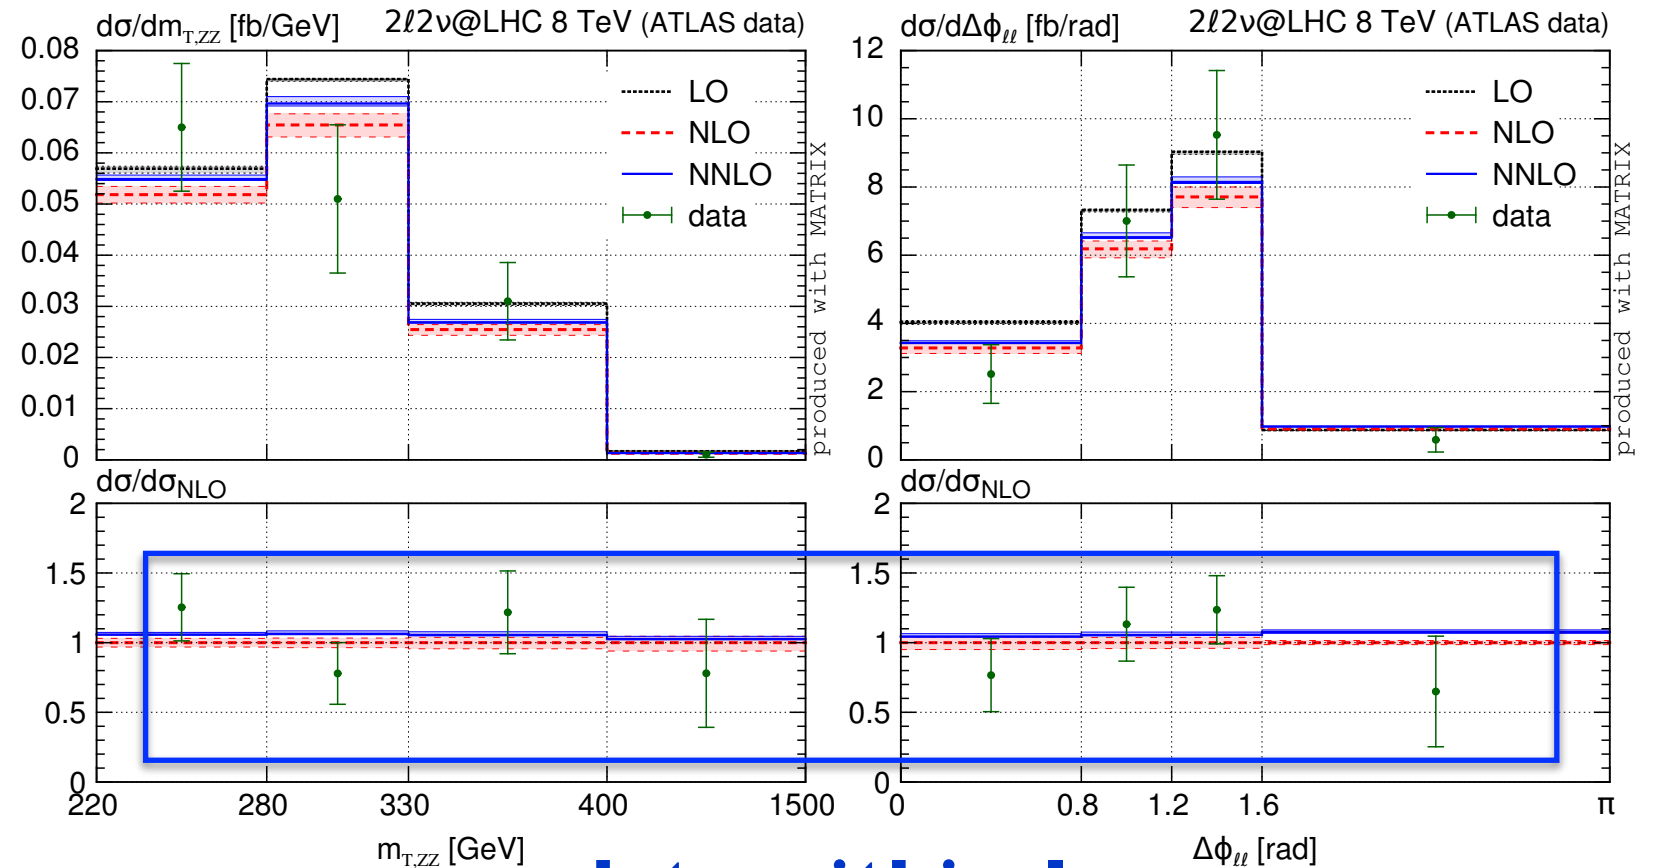 dσ/dm_T,ZZ [fb/GeV] 2ℓ2ν@LHC 8 TeV (ATLAS data)
0.08
0.07
0.06
0.05
0.04
0.03
0.02
0.01
0
LO
NLO
NNLO
data
produced with MATRIX
dσ/dσ_NLO
2
1.5
1
0.5
0
220 280 330 400 1500
m_T,ZZ [GeV]
dσ/dΔϕ_ℓℓ [fb/rad] 2ℓ2ν@LHC 8 TeV (ATLAS data)
12
10
8
6
4
2
0
LO
NLO
NNLO
data
produced with MATRIX
dσ/dσ_NLO
2
1.5
1
0.5
0
0 0.8 1.2 1.6 π
Δϕ_ℓℓ [rad]